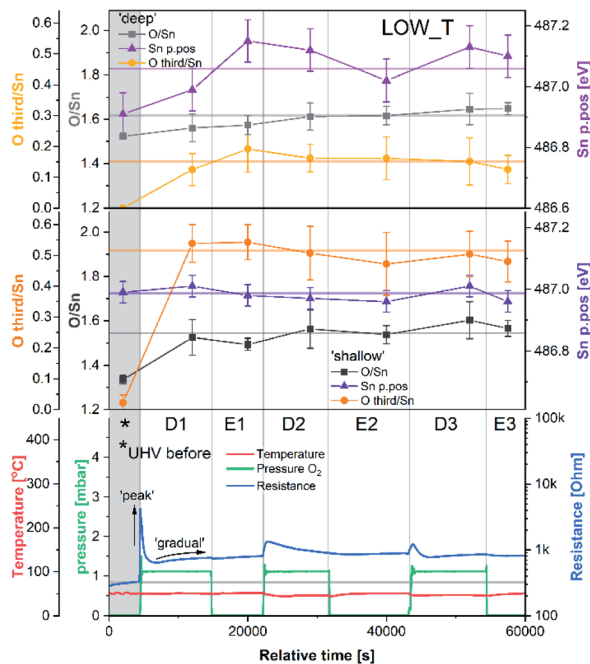 'deep'
O/Sn
Sn p.pos
O third/Sn
LOW_T
O third/Sn
0.6
0.5
0.4
0.3
0.2
0.1
0.0
O/Sn
2.0
1.8
1.6
1.4
1.2
487.2
487.0
486.8
486.6
Sn p.pos [eV]
O third/Sn
0.6
0.5
0.4
0.3
0.2
0.1
0.0
O/Sn
2.0
1.8
1.6
1.4
1.2
487.2
487.0
486.8
Sn p.pos [eV]
'shallow'
O/Sn
Sn p.pos
O third/Sn
* D1 E1 D2 E2 D3 E3
* UHV before
Temperature
Pressure O2
Resistance
'peak'
'gradual'
Temperature [°C]
400
300
200
100
0
pressure [mbar]
5
4
3
2
1
0
100k
10k
1k
100
Resistance [Ohm]
0 20000 40000 60000
Relative time [s]